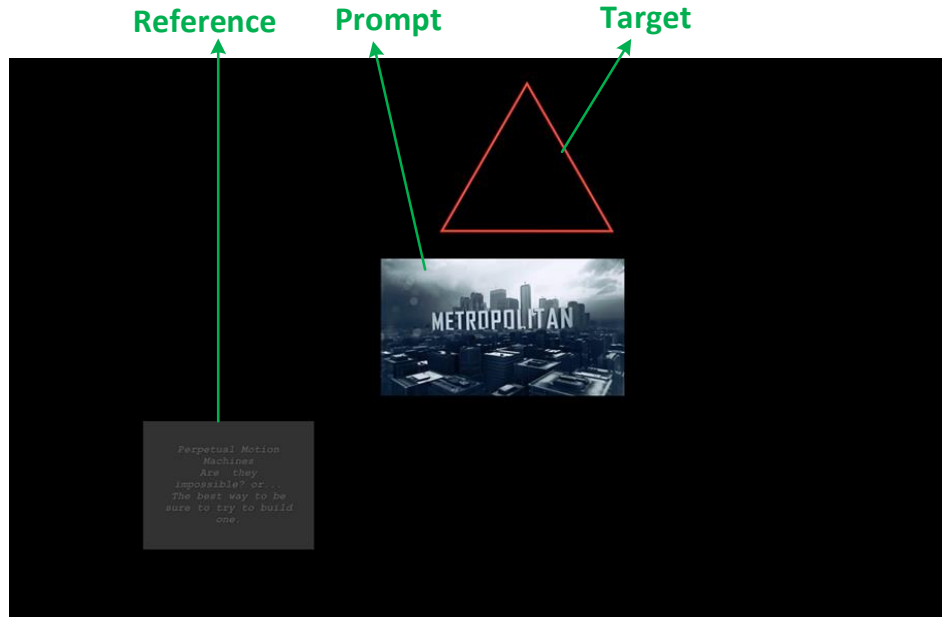 Reference
Prompt
Target
METROPOLITAN
Perpetual Motion
Machines
Are they
impossible? or...
The best way to be
sure to try to build
one.